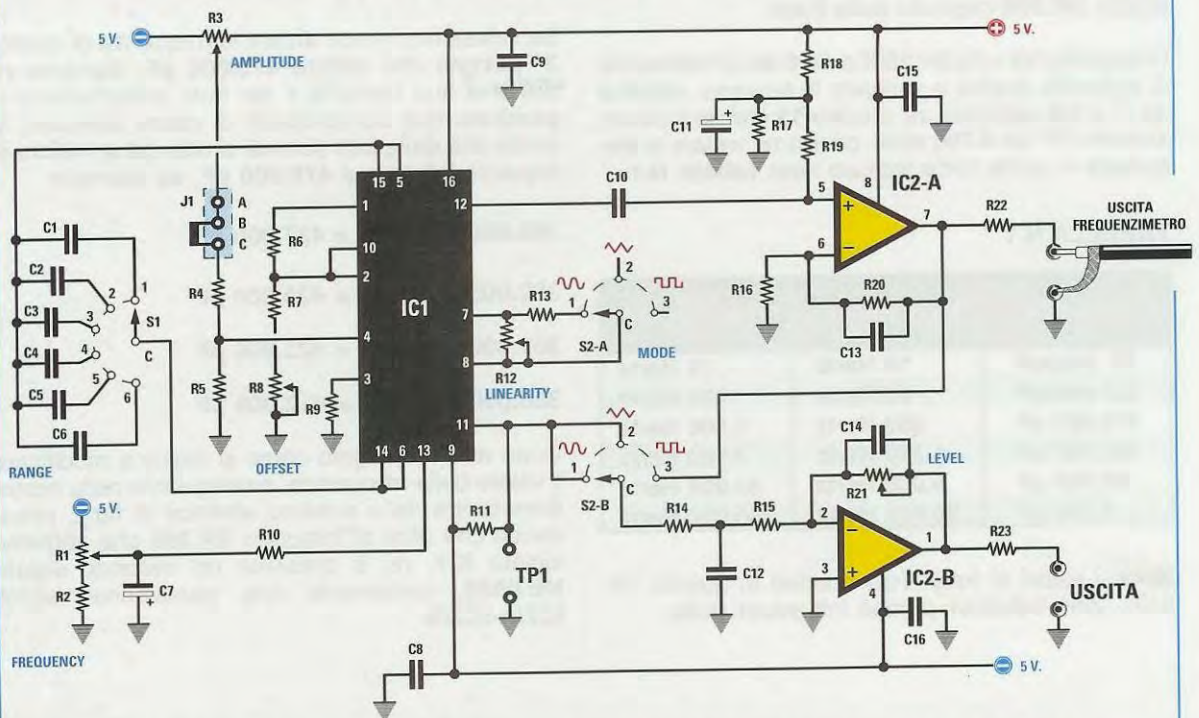 5 V.
R3
AMPLITUDE
C9
R18
C15
5 V.
C11
R17
R19
C10
IC2-A
5
6
8
7
R22
USCITA
FREQUENZIMETRO
R16
R20
C13
15
5
16
1
12
10
2
IC1
7
4
8
3
11
14
6
13
9
J1
A
B
C
C1
C2
C3
C4
C5
C6
1
2
3
4
5
6
S1
C
RANGE
R4
R5
R6
R7
R8
R9
OFFSET
R13
R12
LINEARITY
1
2
3
C
S2-A
MODE
1
2
3
C
S2-B
C14
R21
LEVEL
R14
R15
C12
2
3
1
4
IC2-B
R23
USCITA
C16
5 V.
R1
R2
C7
R10
FREQUENCY
R11
TP1
C8
5 V.